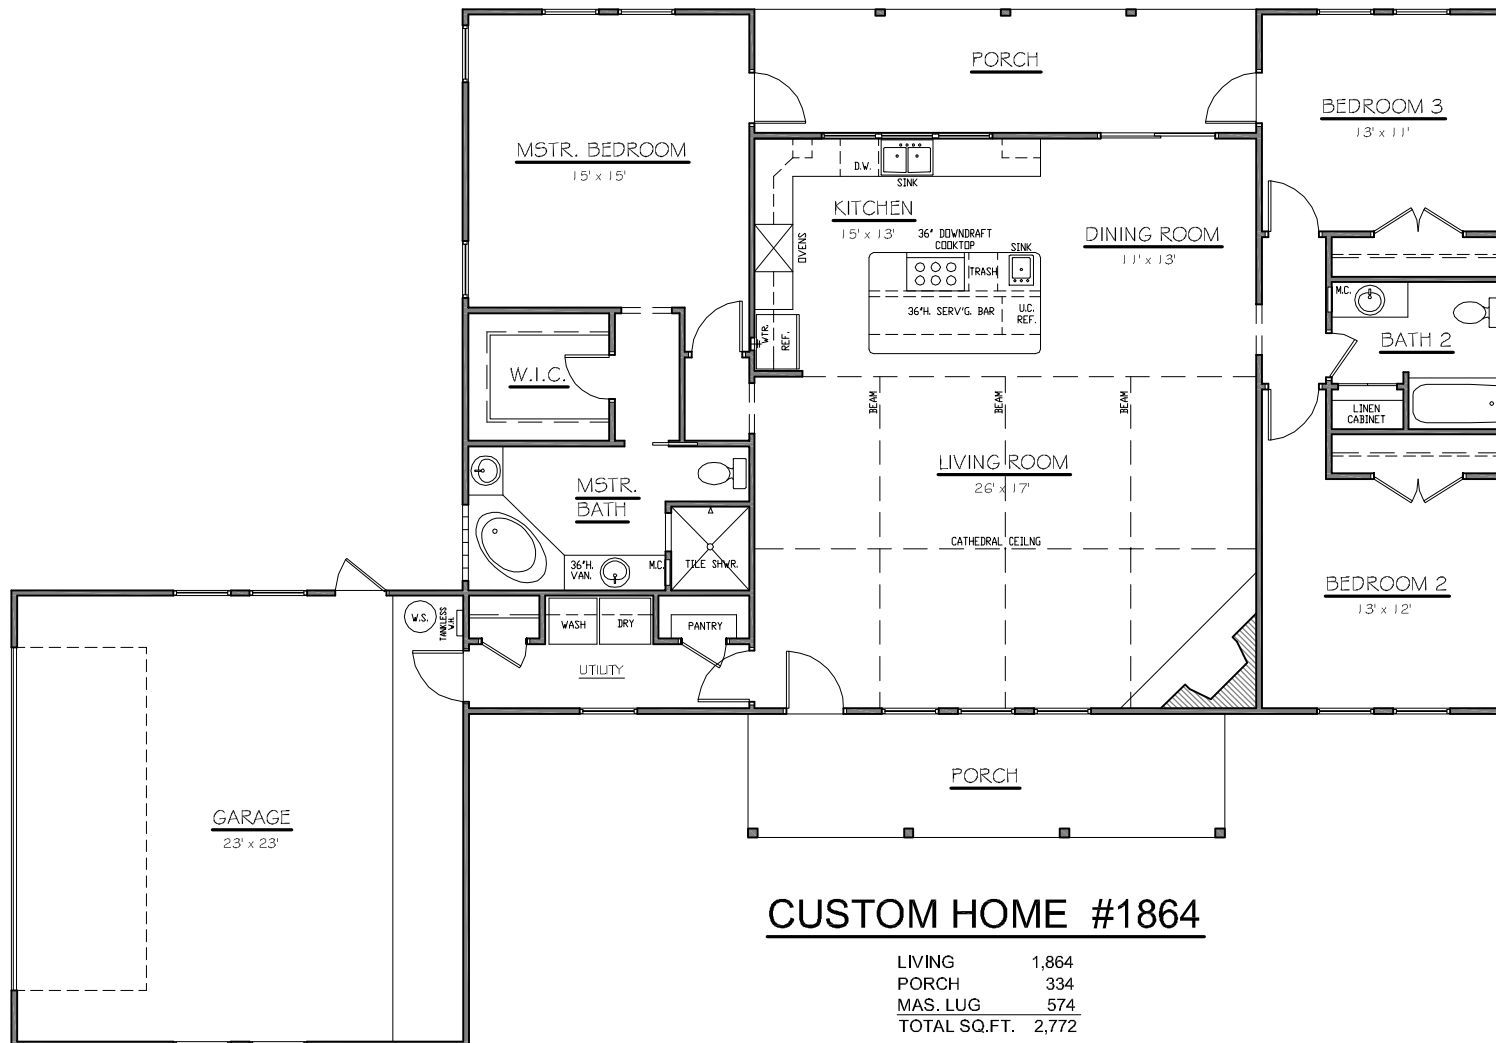 PORCH
BEDROOM 3
13' x 11'
MSTR. BEDROOM
15' x 15'
D.W.
SINK
KITCHEN
15' x 13'
36" DOWNDRAFT
COOKTOP
SINK
OVENS
TRASH
DINING ROOM
11' x 13'
36"H. SERV'G. BAR
U.C.
REF.
WTR.
REF.
M.C.
BATH 2
W.I.C.
BEAM
BEAM
BEAM
LINEN
CABINET
LIVING ROOM
26' x 17'
MSTR.
BATH
CATHEDRAL CEILNG
36"H.
VAN.
M.C.
TILE SHWR.
BEDROOM 2
13' x 12'
W.S.
TANKLESS
W.H.
WASH
DRY
PANTRY
UTILITY
PORCH
GARAGE
23' x 23'
CUSTOM HOME #1864
LIVING 1,864
PORCH 334
MAS. LUG 574
TOTAL SQ.FT. 2,772